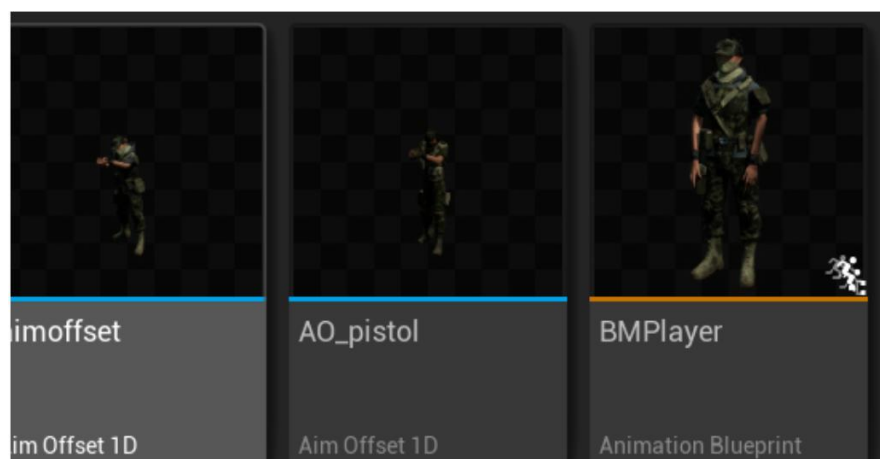 imoffset
AO_pistol
BMPlayer
im Offset 1D
Aim Offset 1D
Animation Blueprint